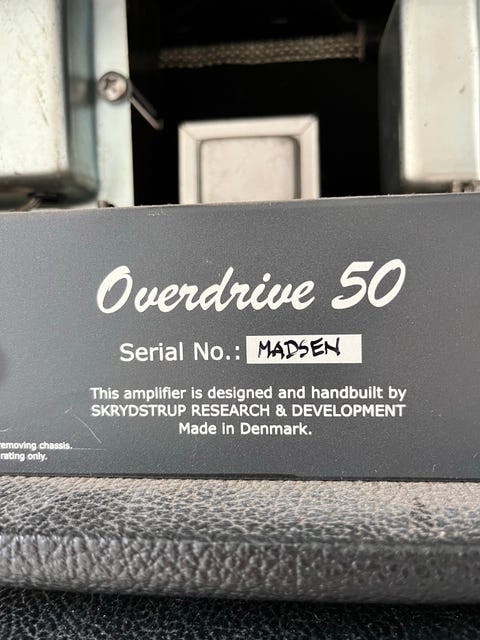 Overdrive 50
Serial No.: MADSEN
This amplifier is designed and handbuilt by
SKRYDSTRUP RESEARCH & DEVELOPMENT
Made in Denmark.
removing chassis.
rating only.